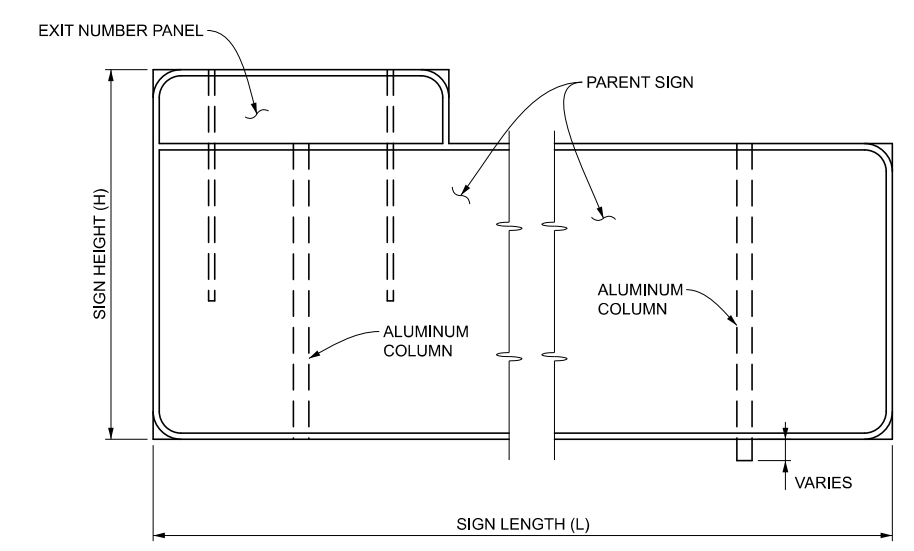 EXIT NUMBER PANEL
PARENT SIGN
SIGN HEIGHT (H)
ALUMINUM
COLUMN
ALUMINUM
COLUMN
VARIES
SIGN LENGTH (L)